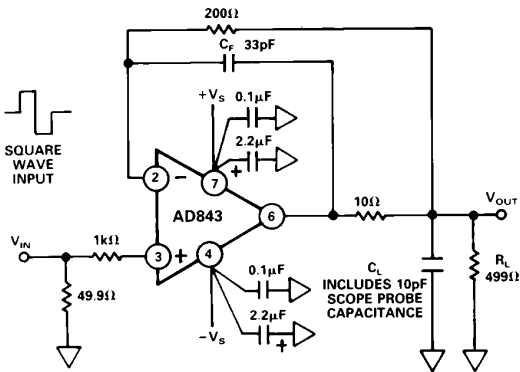 200Ω
CF 33pF
+VS
0.1μF
2.2μF
+
SQUARE
WAVE
INPUT
2
−
7
AD843
6
10Ω
VOUT
VIN
1kΩ
3
+
4
49.9Ω
0.1μF
2.2μF
+
−VS
CL
INCLUDES 10pF
SCOPE PROBE
CAPACITANCE
RL
499Ω